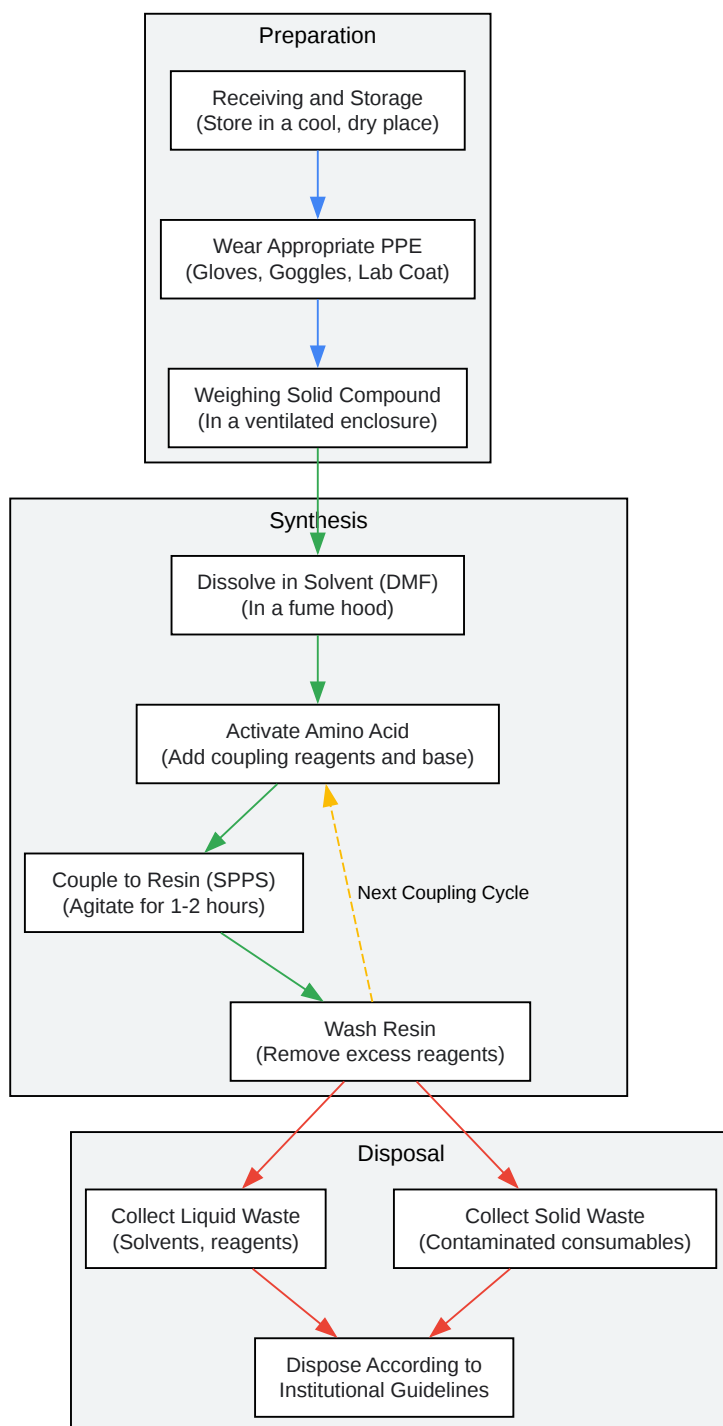 Preparation
Receiving and Storage
(Store in a cool, dry place)
Wear Appropriate PPE
(Gloves, Goggles, Lab Coat)
Weighing Solid Compound
(In a ventilated enclosure)
Synthesis
Dissolve in Solvent (DMF)
(In a fume hood)
Activate Amino Acid
(Add coupling reagents and base)
Couple to Resin (SPPS)
(Agitate for 1-2 hours)
Next Coupling Cycle
Wash Resin
(Remove excess reagents)
Disposal
Collect Liquid Waste
(Solvents, reagents)
Collect Solid Waste
(Contaminated consumables)
Dispose According to
Institutional Guidelines